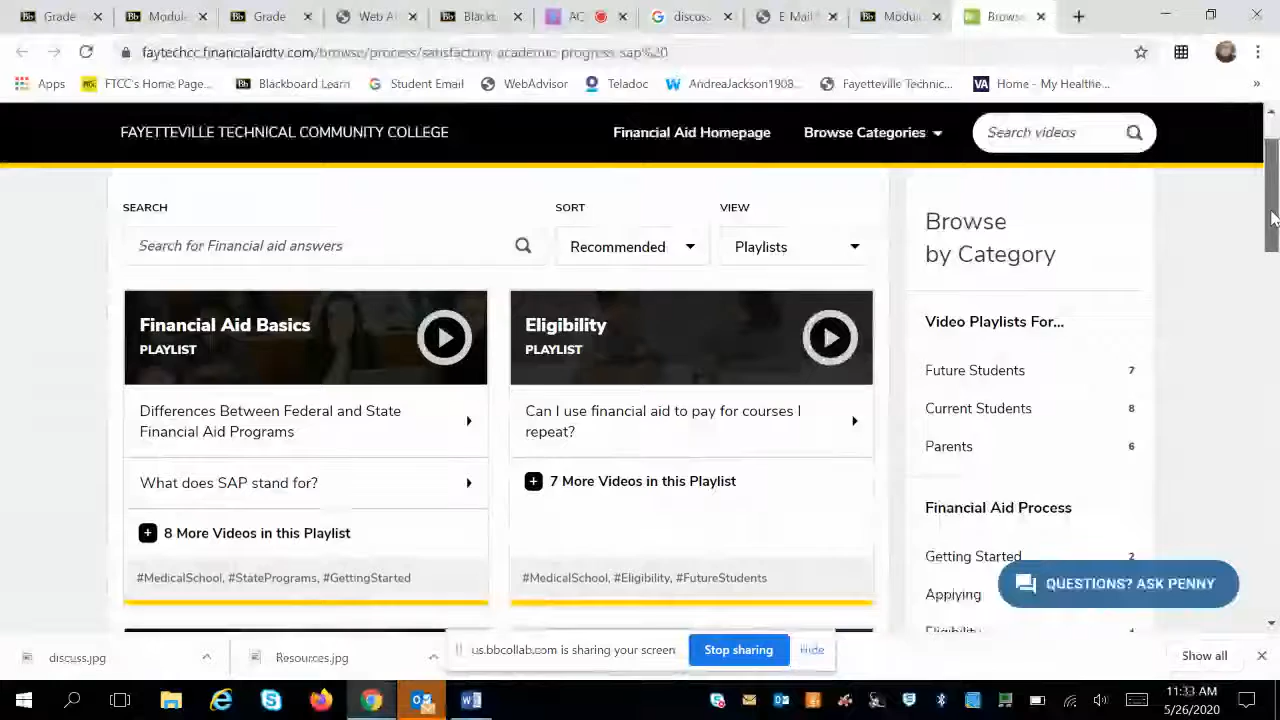 Grade
Module
Grade
Web A
Black
AC
discus
E Mail
Modu
Brows
faytechcc.financialaidtv.com/browse/process/satisfactory_academic_progress_sap%20
Apps
FTCC's Home Page...
Blackboard Learn
Student Email
WebAdvisor
Teladoc
AndreaJackson1908...
Fayetteville Technic...
Home - My Healthe...
»
FAYETTEVILLE TECHNICAL COMMUNITY COLLEGE
Financial Aid Homepage
Browse Categories
Search videos
SEARCH
SORT
VIEW
Search for Financial aid answers
Recommended
Playlists
Browse
by Category
Financial Aid Basics
PLAYLIST
Differences Between Federal and State
Financial Aid Programs
What does SAP stand for?
8 More Videos in this Playlist
#MedicalSchool, #StatePrograms, #GettingStarted
Eligibility
PLAYLIST
Can I use financial aid to pay for courses I
repeat?
7 More Videos in this Playlist
#MedicalSchool, #Eligibility, #FutureStudents
Video Playlists For...
Future Students 7
Current Students 8
Parents 6
Financial Aid Process
Getting Started 2
Applying
Eligibility
QUESTIONS? ASK PENNY
discuss.jpg
Resources.jpg
us.bbcollab.com is sharing your screen.
Stop sharing
Hide
Show all
11:33 AM
5/26/2020